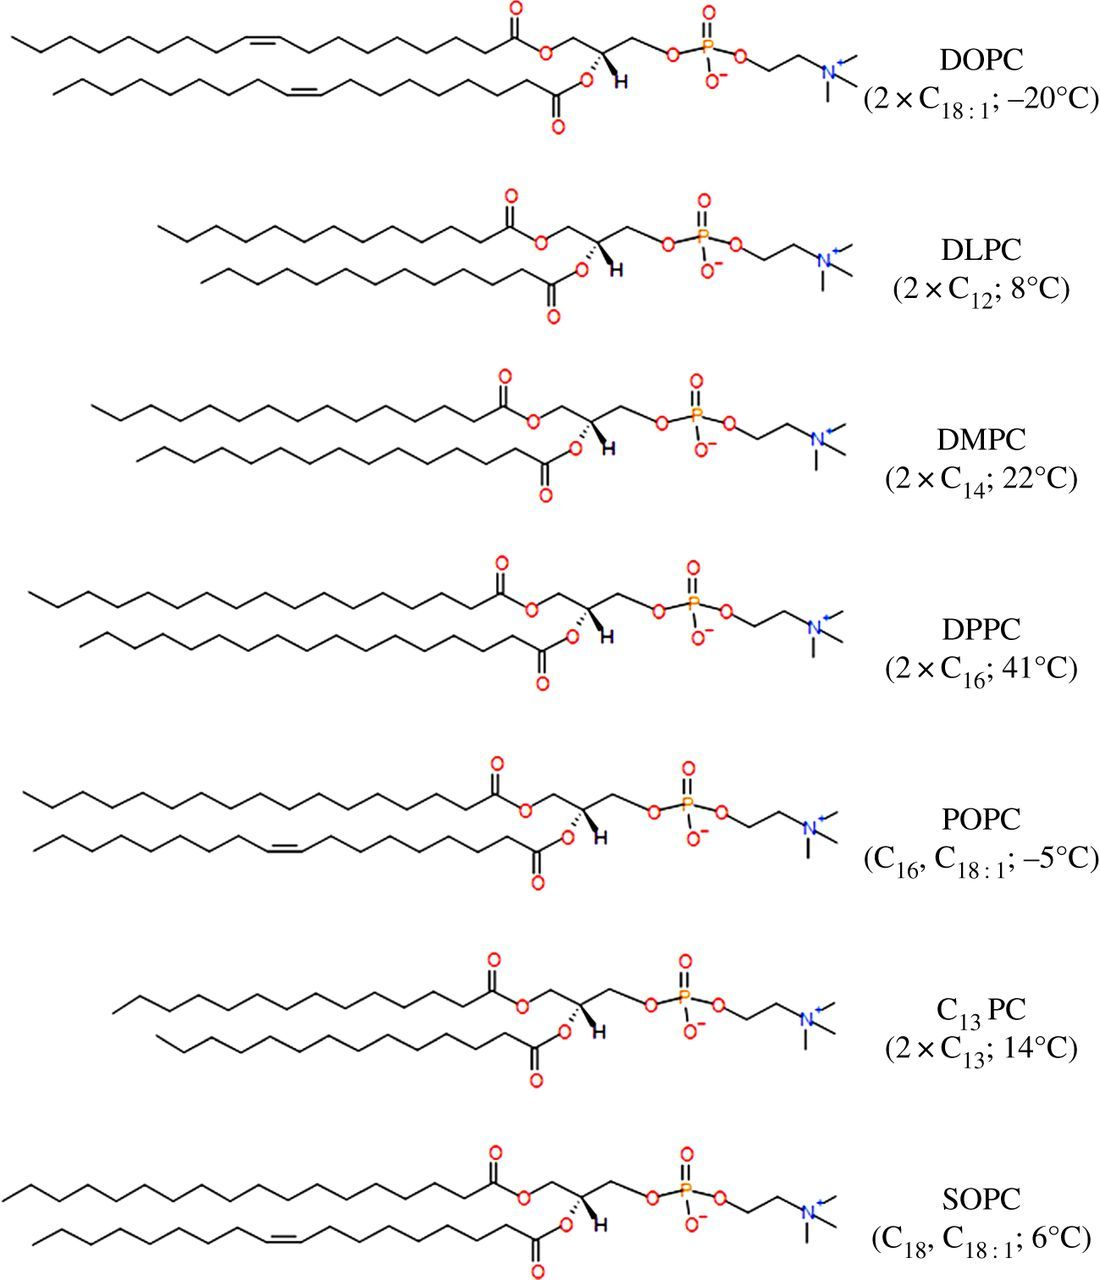 O
O O P O
O O⁻ N⁺
H
O
DOPC
(2 × C₁₈ : ₁; –20°C)
O
O O P O
O O⁻ N⁺
H
O
DLPC
(2 × C₁₂; 8°C)
O
O O P O
O O⁻ N⁺
H
O
DMPC
(2 × C₁₄; 22°C)
O
O O P O
O O⁻ N⁺
H
O
DPPC
(2 × C₁₆; 41°C)
O
O O P O
O O⁻ N⁺
H
O
POPC
(C₁₆, C₁₈ : ₁; –5°C)
O
O O P O
O O⁻ N⁺
H
O
C₁₃ PC
(2 × C₁₃; 14°C)
O
O O P O
O O⁻ N⁺
H
O
SOPC
(C₁₈, C₁₈ : ₁; 6°C)